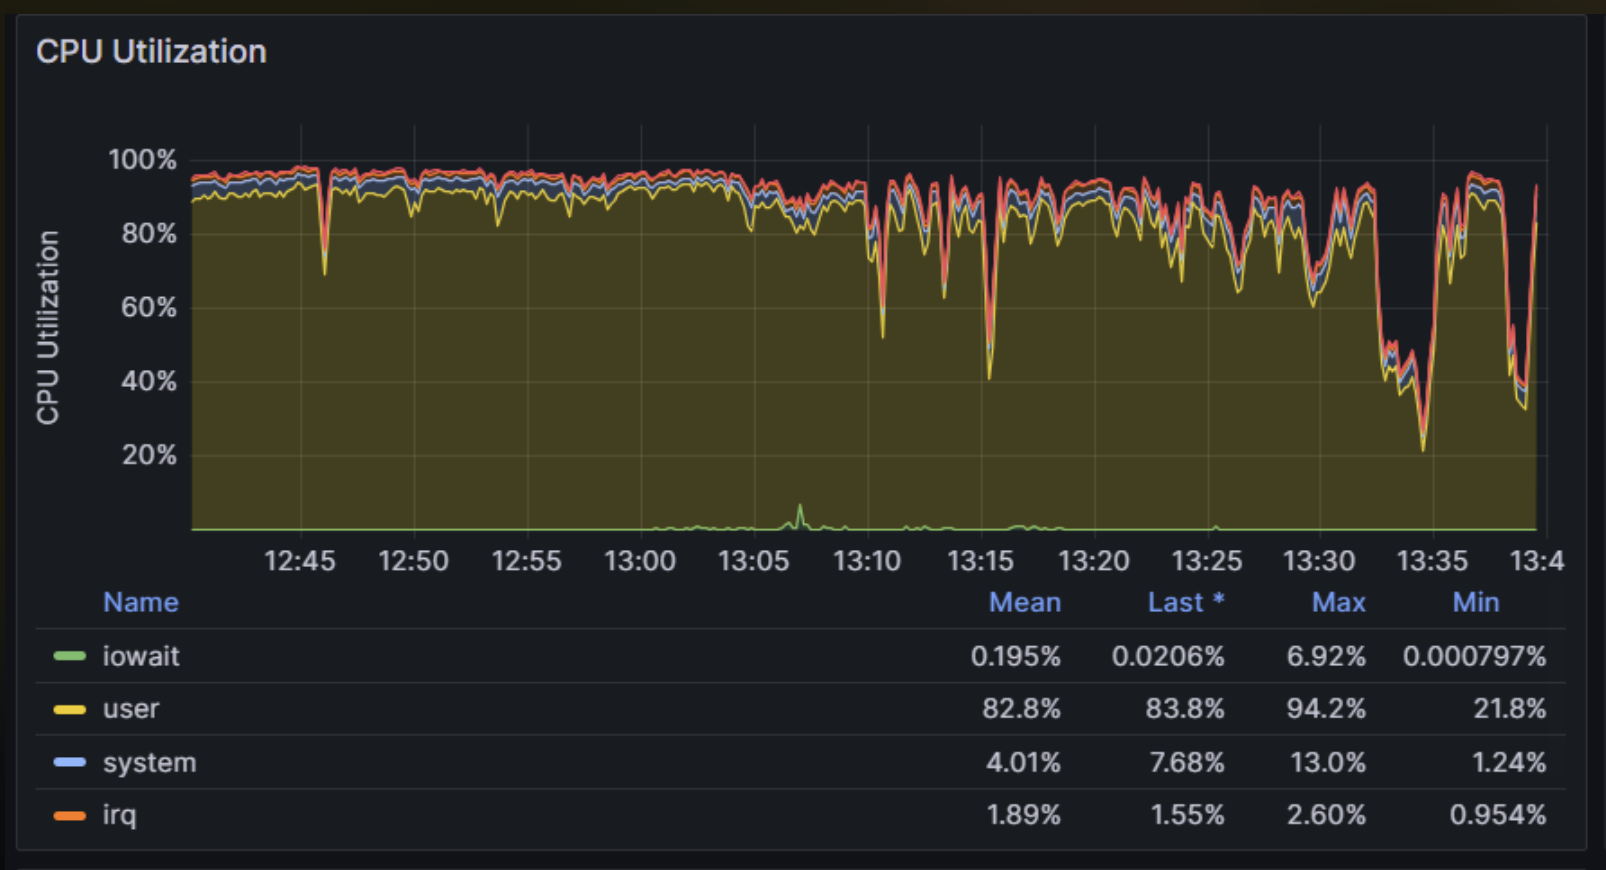 CPU Utilization
CPU Utilization
100%
80%
60%
40%
20%
12:45 12:50 12:55 13:00 13:05 13:10 13:15 13:20 13:25 13:30 13:35 13:4
Name Mean Last * Max Min
iowait 0.195% 0.0206% 6.92% 0.000797%
user 82.8% 83.8% 94.2% 21.8%
system 4.01% 7.68% 13.0% 1.24%
irq 1.89% 1.55% 2.60% 0.954%